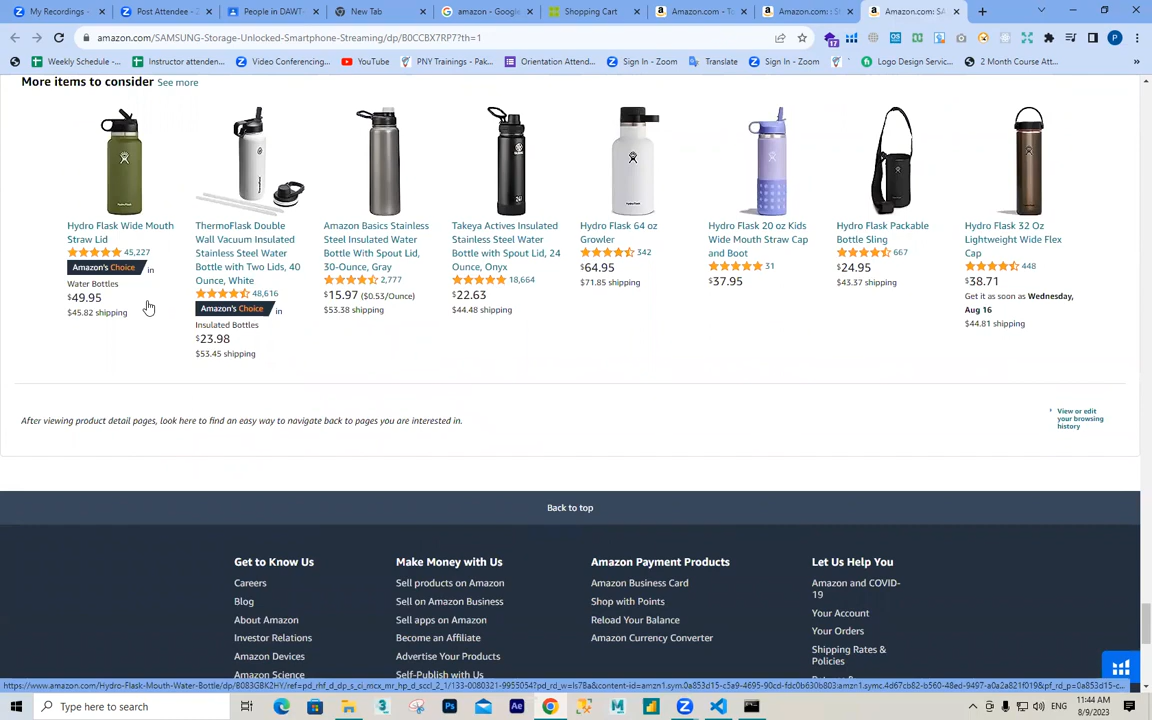 My Recordings -
Post Attendee - Z
People in DAWT-
New Tab
amazon - Google
Shopping Cart
Amazon.com - To
Amazon.com: : S
Amazon.com: SA
amazon.com/SAMSUNG-Storage-Unlocked-Smartphone-Streaming/dp/B0CCBX7RP7?th=1
17
P
Weekly Schedule -...
Instructor attenden...
Video Conferencing...
YouTube
PNY Trainings - Pak...
Orientation Attend...
Sign In - Zoom
Translate
Sign In - Zoom
Logo Design Servic...
2 Month Course Att...
»
More items to consider See more
Hydro Flask Wide Mouth
Straw Lid
45,227
Amazon's Choice in
Water Bottles
$49.95
$45.82 shipping
ThermoFlask Double
Wall Vacuum Insulated
Stainless Steel Water
Bottle with Two Lids, 40
Ounce, White
48,616
Amazon's Choice in
Insulated Bottles
$23.98
$53.45 shipping
Amazon Basics Stainless
Steel Insulated Water
Bottle With Spout Lid,
30-Ounce, Gray
2,777
$15.97 ($0.53/Ounce)
$53.38 shipping
Takeya Actives Insulated
Stainless Steel Water
Bottle with Spout Lid, 24
Ounce, Onyx
18,664
$22.63
$44.48 shipping
Hydro Flask 64 oz
Growler
342
$64.95
$71.85 shipping
Hydro Flask 20 oz Kids
Wide Mouth Straw Cap
and Boot
31
$37.95
Hydro Flask Packable
Bottle Sling
667
$24.95
$43.37 shipping
Hydro Flask 32 Oz
Lightweight Wide Flex
Cap
448
$38.71
Get it as soon as Wednesday,
Aug 16
$44.81 shipping
After viewing product detail pages, look here to find an easy way to navigate back to pages you are interested in.
View or edit
your browsing
history
Back to top
Get to Know Us
Careers
Blog
About Amazon
Investor Relations
Amazon Devices
Amazon Science
Make Money with Us
Sell products on Amazon
Sell on Amazon Business
Sell apps on Amazon
Become an Affiliate
Advertise Your Products
Self-Publish with Us
Amazon Payment Products
Amazon Business Card
Shop with Points
Reload Your Balance
Amazon Currency Converter
Let Us Help You
Amazon and COVID-
19
Your Account
Your Orders
Shipping Rates &
Policies
Type here to search
ENG
11:44 AM
8/9/2023